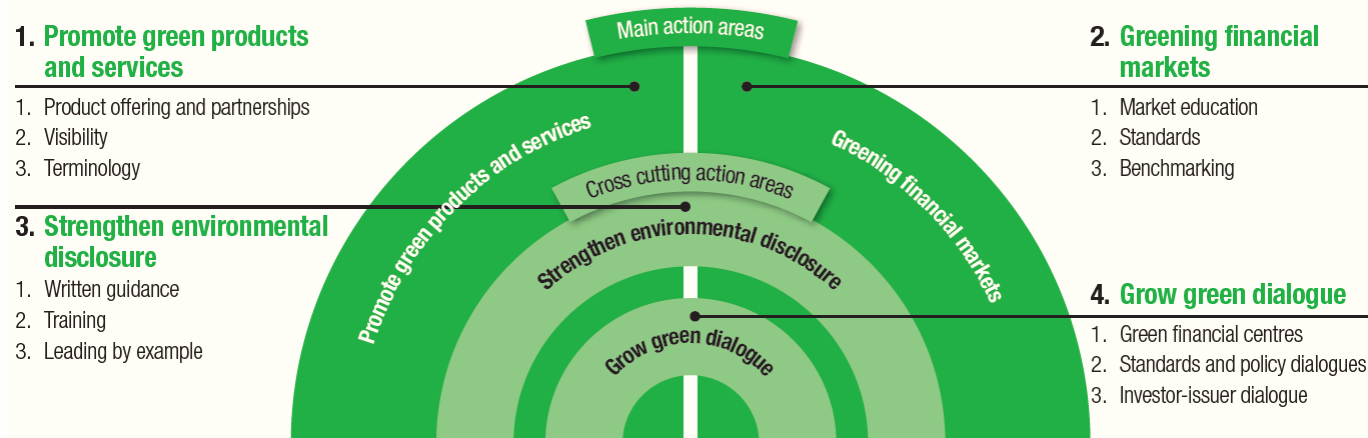 Main action areas
1. Promote green products
and services
1. Product offering and partnerships
2. Visibility
3. Terminology
2. Greening financial
markets
1. Market education
2. Standards
3. Benchmarking
Promote green products and services
Greening financial markets
Cross cutting action areas
3. Strengthen environmental
disclosure
1. Written guidance
2. Training
3. Leading by example
Strengthen environmental disclosure
4. Grow green dialogue
1. Green financial centres
2. Standards and policy dialogues
3. Investor-issuer dialogue
Grow green dialogue